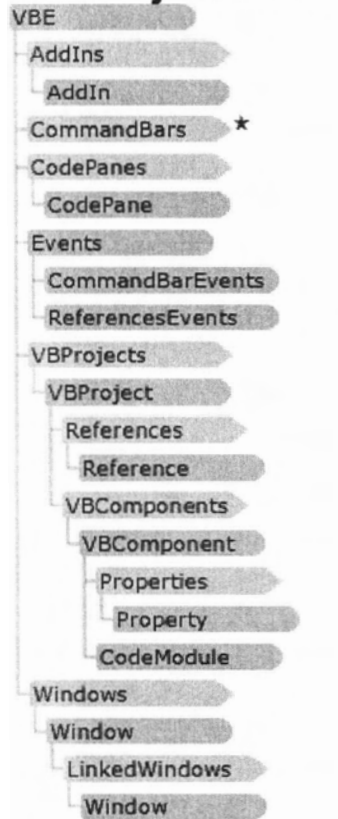 VBE
AddIns
AddIn
CommandBars ★
CodePanes
CodePane
Events
CommandBarEvents
ReferencesEvents
VBProjects
VBProject
References
Reference
VBComponents
VBComponent
Properties
Property
CodeModule
Windows
Window
LinkedWindows
Window